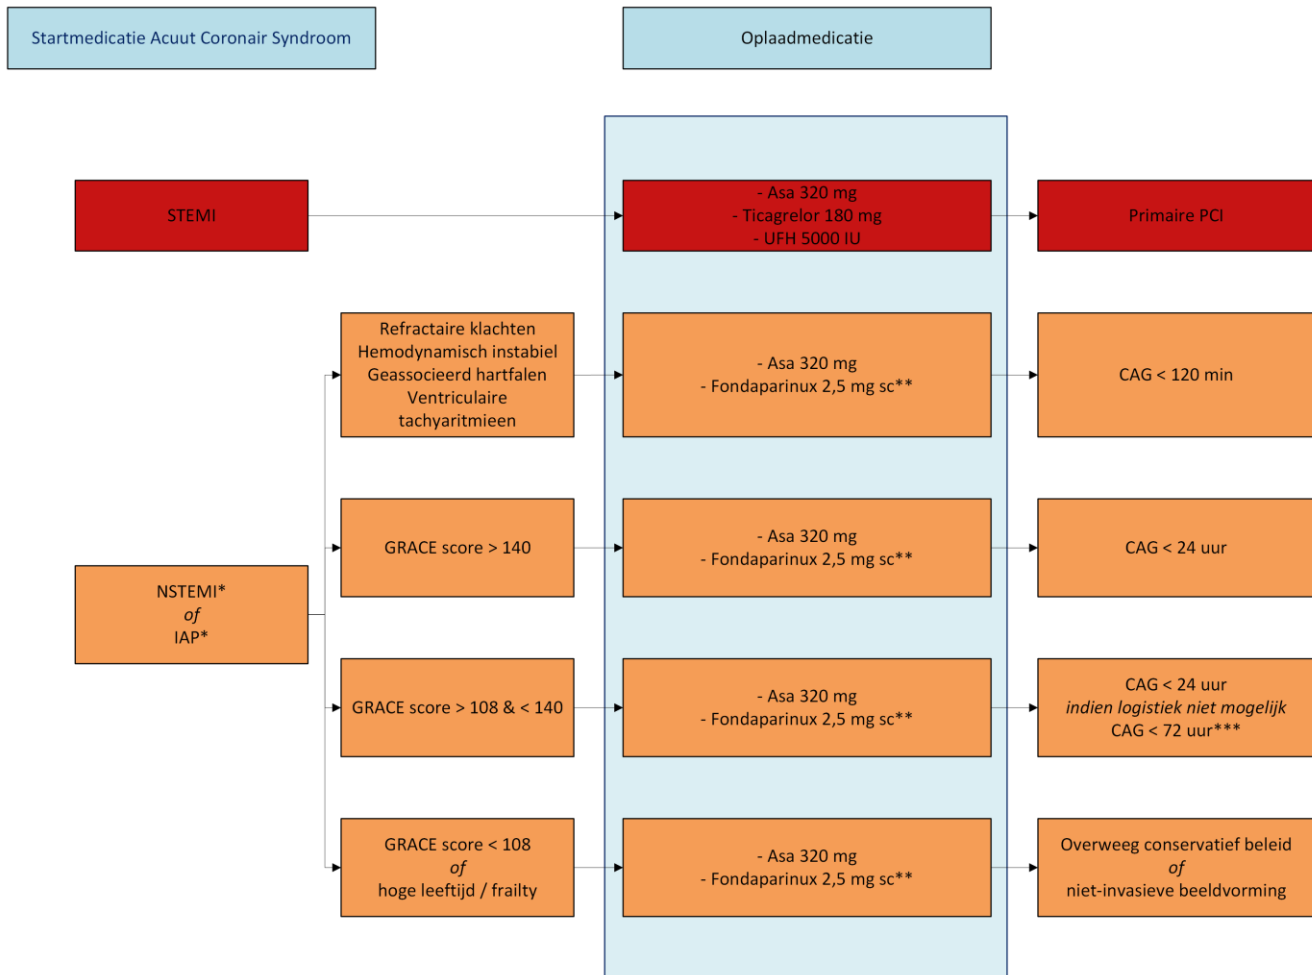 Startmedicatie Acuut Coronair Syndroom
Oplaadmedicatie
STEMI
- Asa 320 mg
- Ticagrelor 180 mg
- UFH 5000 IU
Primaire PCI
Refractaire klachten
Hemodynamisch instabiel
Geassocieerd hartfalen
Ventriculaire
tachyaritmieen
- Asa 320 mg
- Fondaparinux 2,5 mg sc**
CAG < 120 min
GRACE score > 140
- Asa 320 mg
- Fondaparinux 2,5 mg sc**
CAG < 24 uur
NSTEMI*
of
IAP*
GRACE score > 108 & < 140
- Asa 320 mg
- Fondaparinux 2,5 mg sc**
CAG < 24 uur
indien logistiek niet mogelijk
CAG < 72 uur***
GRACE score < 108
of
hoge leeftijd / frailty
- Asa 320 mg
- Fondaparinux 2,5 mg sc**
Overweeg conservatief beleid
of
niet-invasieve beeldvorming